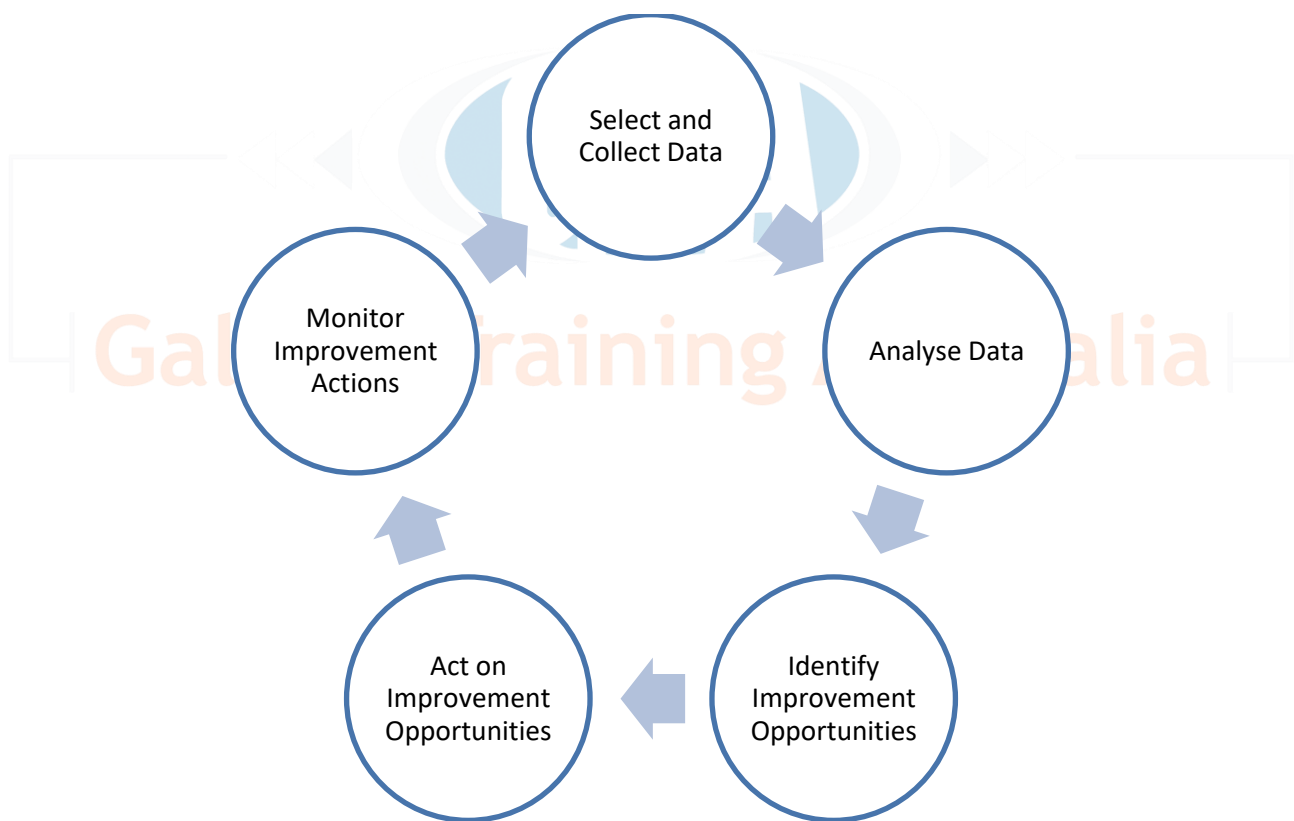 Select and
Collect Data
Analyse Data
Identify
Improvement
Opportunities
Act on
Improvement
Opportunities
Monitor
Improvement
Actions